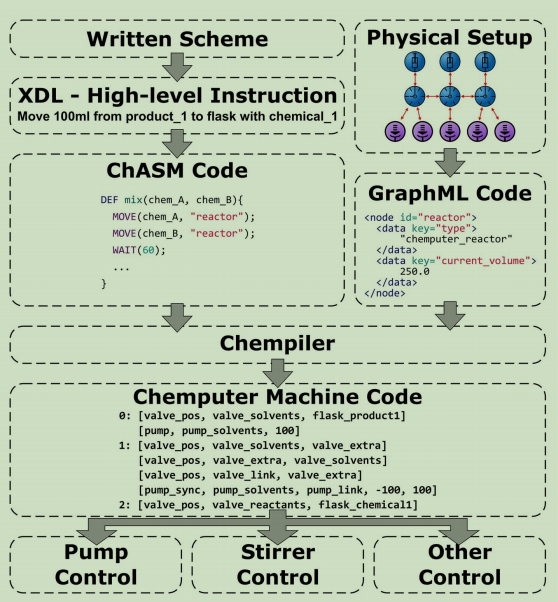 Written Scheme
XDL - High-level Instruction
Move 100ml from product_1 to flask with chemical_1
ChASM Code
DEF mix(chem_A, chem_B){
MOVE(chem_A, "reactor");
MOVE(chem_B, "reactor");
WAIT(60);
...
}
Physical Setup
GraphML Code
<node id="reactor">
<data key="type">
"chemputer_reactor"
</data>
<data key="current_volume">
250.0
</data>
</node>
Chempiler
Chemputer Machine Code
0: [valve_pos, valve_solvents, flask_product1]
[pump, pump_solvents, 100]
1: [valve_pos, valve_solvents, valve_extra]
[valve_pos, valve_extra, valve_solvents]
[valve_pos, valve_link, valve_extra]
[pump_sync, pump_solvents, pump_link, -100, 100]
2: [valve_pos, valve_reactants, flask_chemical1]
Pump
Control
Stirrer
Control
Other
Control